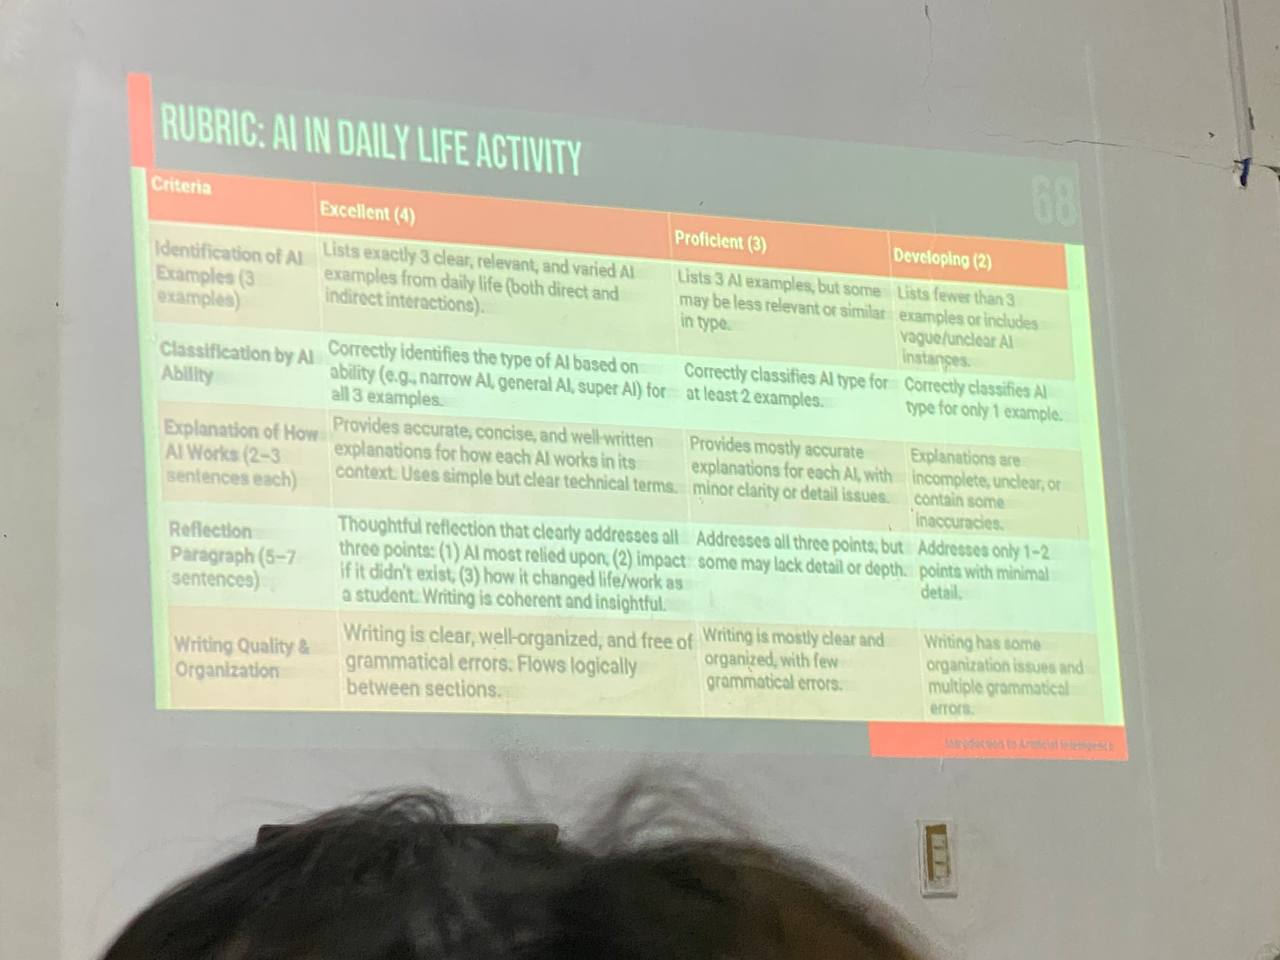 RUBRIC: AI IN DAILY LIFE ACTIVITY
68
Criteria
Excellent (4)
Proficient (3)
Developing (2)
Identification of AI
Examples (3
examples)
Lists exactly 3 clear, relevant, and varied AI
examples from daily life (both direct and
indirect interactions).
Lists 3 AI examples, but some
may be less relevant or similar
in type.
Lists fewer than 3
examples or includes
vague/unclear AI
instances.
Classification by AI
Ability
Correctly identifies the type of AI based on
ability (e.g., narrow AI, general AI, super AI) for
all 3 examples.
Correctly classifies AI type for
at least 2 examples.
Correctly classifies AI
type for only 1 example.
Explanation of How
AI Works (2–3
sentences each)
Provides accurate, concise, and well-written
explanations for how each AI works in its
context. Uses simple but clear technical terms.
Provides mostly accurate
explanations for each AI, with
minor clarity or detail issues.
Explanations are
incomplete, unclear, or
contain some
inaccuracies.
Reflection
Paragraph (5–7
sentences)
Thoughtful reflection that clearly addresses all
three points: (1) AI most relied upon, (2) impact
if it didn't exist, (3) how it changed life/work as
a student. Writing is coherent and insightful.
Addresses all three points, but
some may lack detail or depth.
Addresses only 1–2
points with minimal
detail.
Writing Quality &
Organization
Writing is clear, well-organized, and free of
grammatical errors. Flows logically
between sections.
Writing is mostly clear and
organized, with few
grammatical errors.
Writing has some
organization issues and
multiple grammatical
errors.
Introduction to Artificial Intelligence